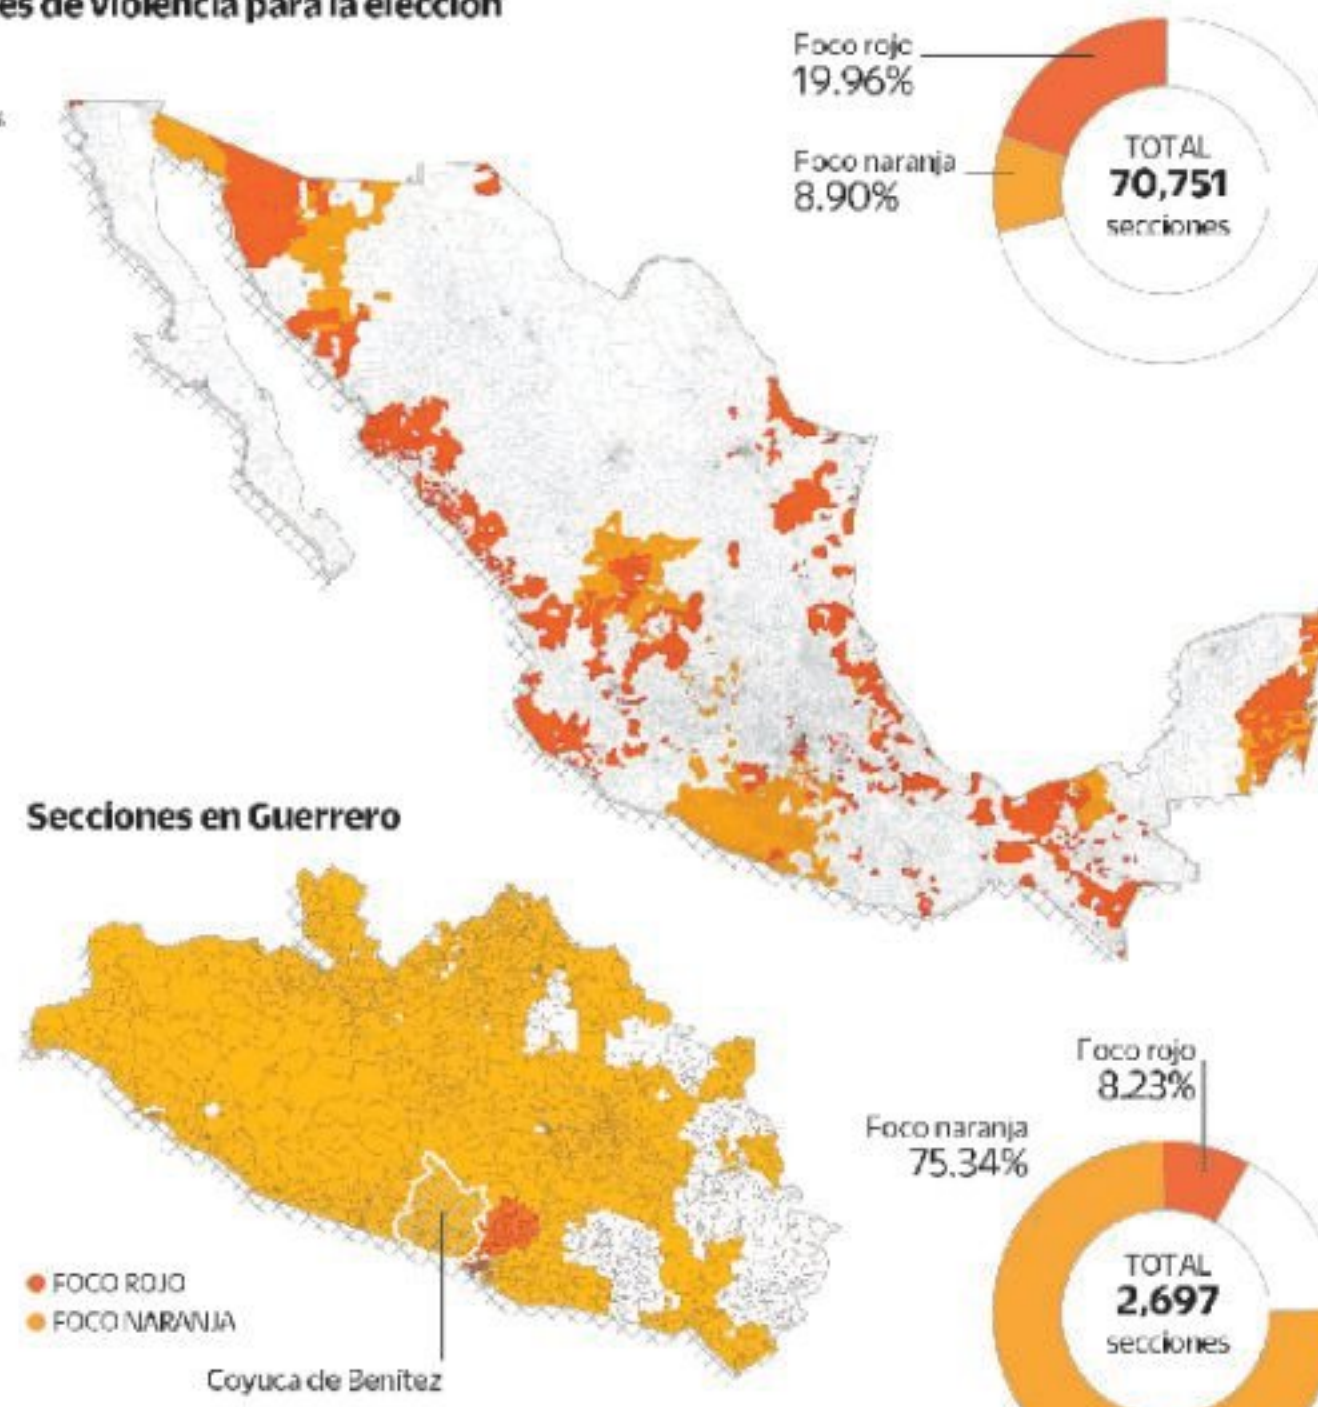 es de violencia para la elección
Foco rojo
19.96%
Foco naranja
8.90%
TOTAL
70,751
secciones
Secciones en Guerrero
Foco rojo
8.23%
Foco naranja
75.34%
TOTAL
2,697
secciones
FOCO ROJO
FOCO NARANJA
Coyuca de Benítez